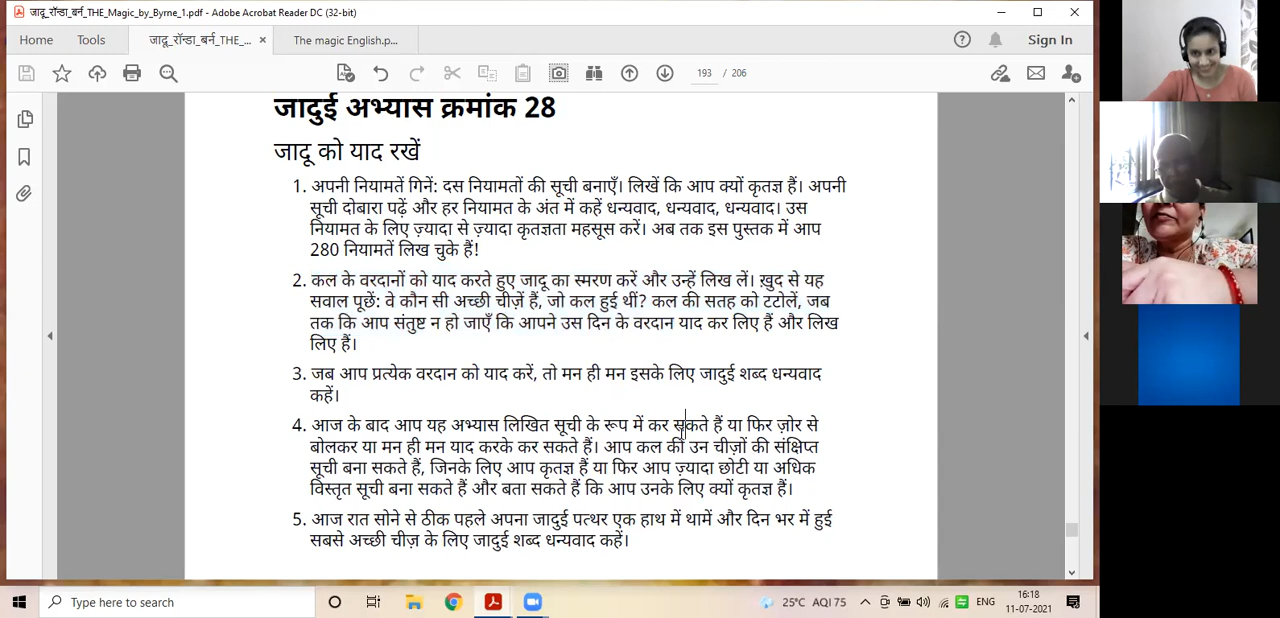 जादू_रॉन्डा_बर्न_THE_Magic_by_Byrne_1.pdf - Adobe Acrobat Reader DC (32-bit)
Home Tools जादू_रॉन्डा_बर्न_THE_... × The magic English.p... Sign In
193 / 206
जादुई अभ्यास क्रमांक 28
जादू को याद रखें
1. अपनी नियामतें गिनें: दस नियामतों की सूची बनाएँ। लिखें कि आप क्यों कृतज्ञ हैं। अपनी
सूची दोबारा पढ़ें और हर नियामत के अंत में कहें धन्यवाद, धन्यवाद, धन्यवाद। उस
नियामत के लिए ज़्यादा से ज़्यादा कृतज्ञता महसूस करें। अब तक इस पुस्तक में आप
280 नियामतें लिख चुके हैं!
2. कल के वरदानों को याद करते हुए जादू का स्मरण करें और उन्हें लिख लें। ख़ुद से यह
सवाल पूछें: वे कौन सी अच्छी चीज़ें हैं, जो कल हुई थीं? कल की सतह को टटोलें, जब
तक कि आप संतुष्ट न हो जाएँ कि आपने उस दिन के वरदान याद कर लिए हैं और लिख
लिए हैं।
3. जब आप प्रत्येक वरदान को याद करें, तो मन ही मन इसके लिए जादुई शब्द धन्यवाद
कहें।
4. आज के बाद आप यह अभ्यास लिखित सूची के रूप में कर सकते हैं या फिर ज़ोर से
बोलकर या मन ही मन याद करके कर सकते हैं। आप कल की उन चीज़ों की संक्षिप्त
सूची बना सकते हैं, जिनके लिए आप कृतज्ञ हैं या फिर आप ज़्यादा छोटी या अधिक
विस्तृत सूची बना सकते हैं और बता सकते हैं कि आप उनके लिए क्यों कृतज्ञ हैं।
5. आज रात सोने से ठीक पहले अपना जादुई पत्थर एक हाथ में थामें और दिन भर में हुई
सबसे अच्छी चीज़ के लिए जादुई शब्द धन्यवाद कहें।
Type here to search 25°C AQI 75 ENG 16:18
11-07-2021